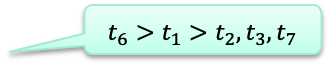 t₆ > t₁ > t₂, t₃, t₇